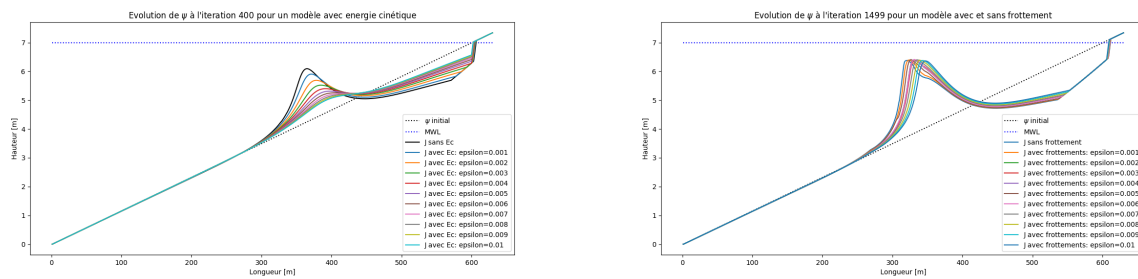 Evolution de ψ à l'iteration 400 pour un modèle avec energie cinétique
Hauteur [m]
7
6
5
4
3
2
1
0
0 100 200 300 400 500 600
Longueur [m]
ψ initial
MWL
J sans Ec
J avec Ec: epsilon=0.001
J avec Ec: epsilon=0.002
J avec Ec: epsilon=0.003
J avec Ec: epsilon=0.004
J avec Ec: epsilon=0.005
J avec Ec: epsilon=0.006
J avec Ec: epsilon=0.007
J avec Ec: epsilon=0.008
J avec Ec: epsilon=0.009
J avec Ec: epsilon=0.01
Evolution de ψ à l'iteration 1499 pour un modèle avec et sans frottement
Hauteur [m]
7
6
5
4
3
2
1
0
0 100 200 300 400 500 600
Longueur [m]
ψ initial
MWL
J sans frottement
J avec frottements: epsilon=0.001
J avec frottements: epsilon=0.002
J avec frottements: epsilon=0.003
J avec frottements: epsilon=0.004
J avec frottements: epsilon=0.005
J avec frottements: epsilon=0.006
J avec frottements: epsilon=0.007
J avec frottements: epsilon=0.008
J avec frottements: epsilon=0.009
J avec frottements: epsilon=0.01